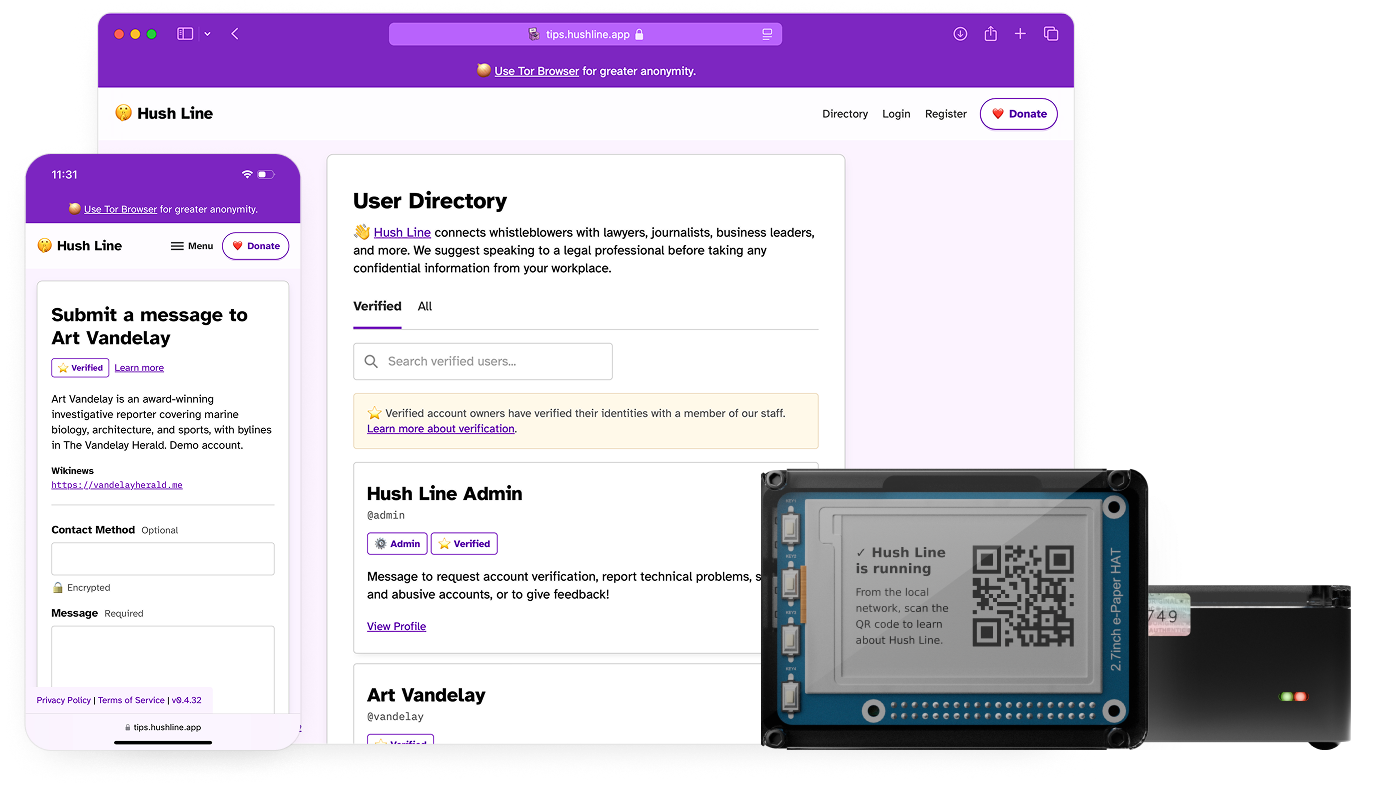 tips.hushline.app
Use Tor Browser for greater anonymity.
Hush Line
Directory
Login
Register
Donate
User Directory
Hush Line connects whistleblowers with lawyers, journalists, business leaders,
and more. We suggest speaking to a legal professional before taking any
confidential information from your workplace.
Verified
All
Search verified users...
Verified account owners have verified their identities with a member of our staff.
Learn more about verification.
Hush Line Admin
@admin
Admin
Verified
Message to request account verification, report technical problems, s
and abusive accounts, or to give feedback!
View Profile
Art Vandelay
@vandelay
Verified
11:31
Use Tor Browser for greater anonymity.
Hush Line
Menu
Donate
Submit a message to
Art Vandelay
Verified
Learn more
Art Vandelay is an award-winning
investigative reporter covering marine
biology, architecture, and sports, with bylines
in The Vandelay Herald. Demo account.
Wikinews
https://vandelayherald.me
Contact Method Optional
Encrypted
Message Required
Privacy Policy | Terms of Service | v0.4.32
tips.hushline.app
✓ Hush Line
is running
From the local
network, scan the
QR code to learn
about Hush Line.
2.7inch e-Paper HAT
KEY1
KEY2
KEY3
KEY4
749